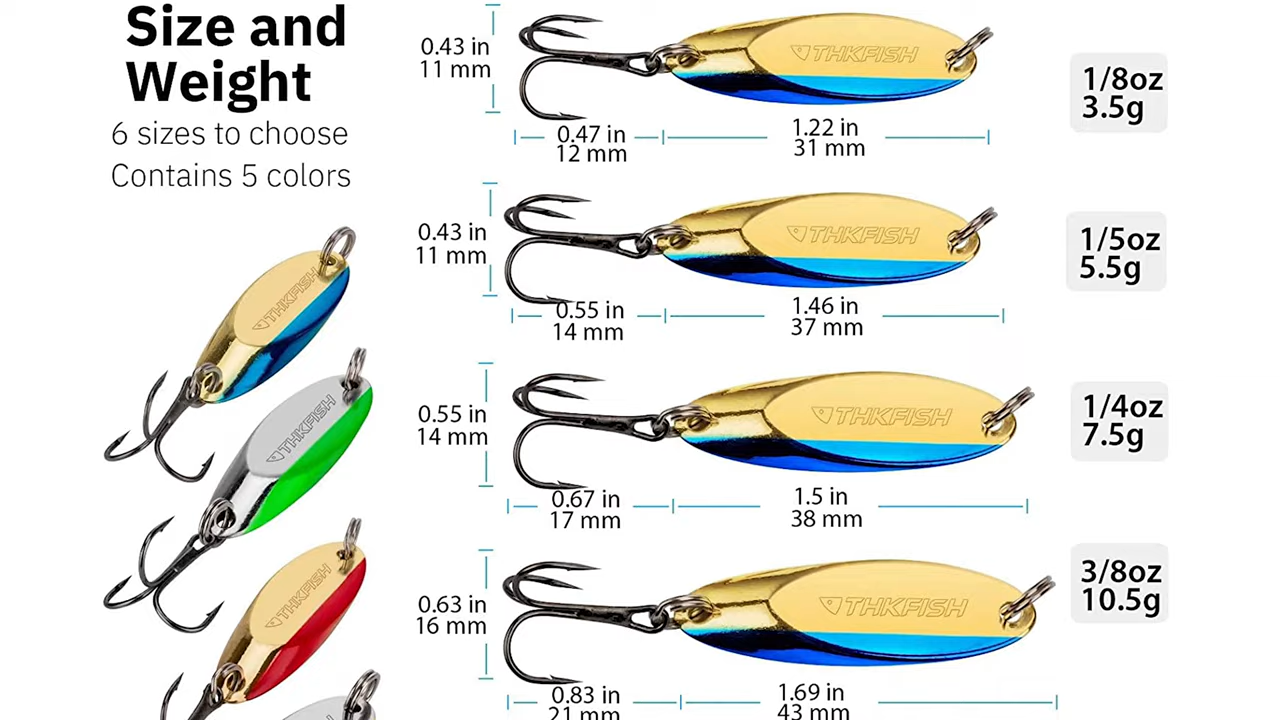 Size and
Weight
6 sizes to choose
Contains 5 colors
THKFISH
THKFISH
THKFISH
THKFISH
0.43 in
11 mm
THKFISH
0.47 in
12 mm
1.22 in
31 mm
1/8oz
3.5g
0.43 in
11 mm
THKFISH
0.55 in
14 mm
1.46 in
37 mm
1/5oz
5.5g
0.55 in
14 mm
THKFISH
0.67 in
17 mm
1.5 in
38 mm
1/4oz
7.5g
0.63 in
16 mm
THKFISH
0.83 in
21 mm
1.69 in
43 mm
3/8oz
10.5g